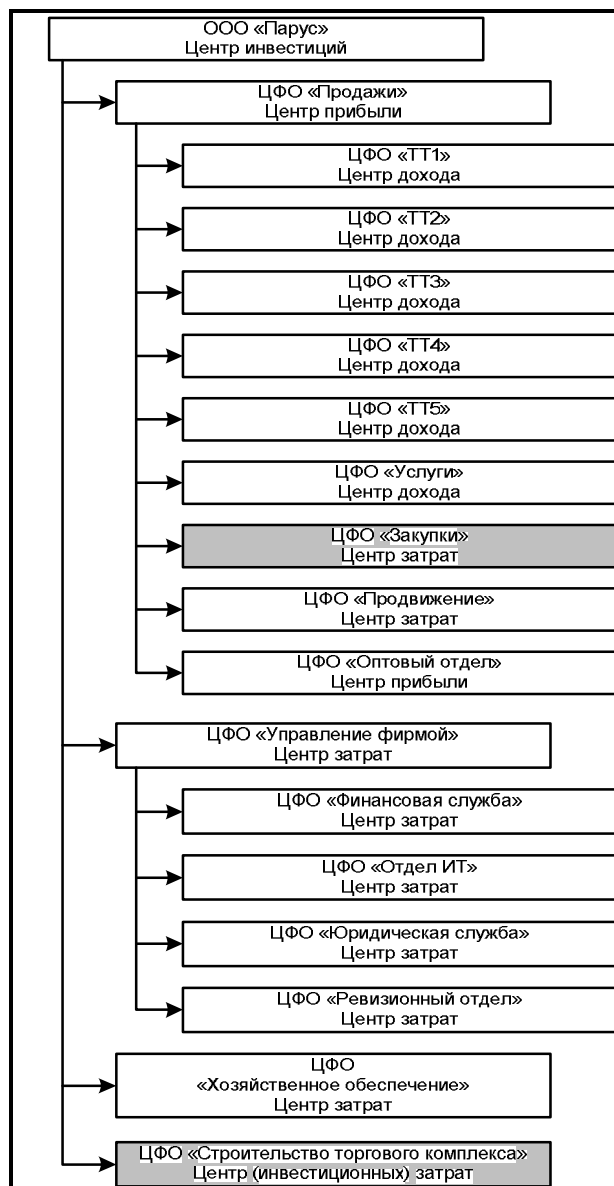 ООО «Парус»
Центр инвестиций
ЦФО «Продажи»
Центр прибыли
ЦФО «ТТ1»
Центр дохода
ЦФО «ТТ2»
Центр дохода
ЦФО «ТТ3»
Центр дохода
ЦФО «ТТ4»
Центр дохода
ЦФО «ТТ5»
Центр дохода
ЦФО «Услуги»
Центр дохода
ЦФО «Закупки»
Центр затрат
ЦФО «Продвижение»
Центр затрат
ЦФО «Оптовый отдел»
Центр прибыли
ЦФО «Управление фирмой»
Центр затрат
ЦФО «Финансовая служба»
Центр затрат
ЦФО «Отдел ИТ»
Центр затрат
ЦФО «Юридическая служба»
Центр затрат
ЦФО «Ревизионный отдел»
Центр затрат
ЦФО
«Хозяйственное обеспечение»
Центр затрат
ЦФО «Строительство торгового комплекса»
Центр (инвестиционных) затрат